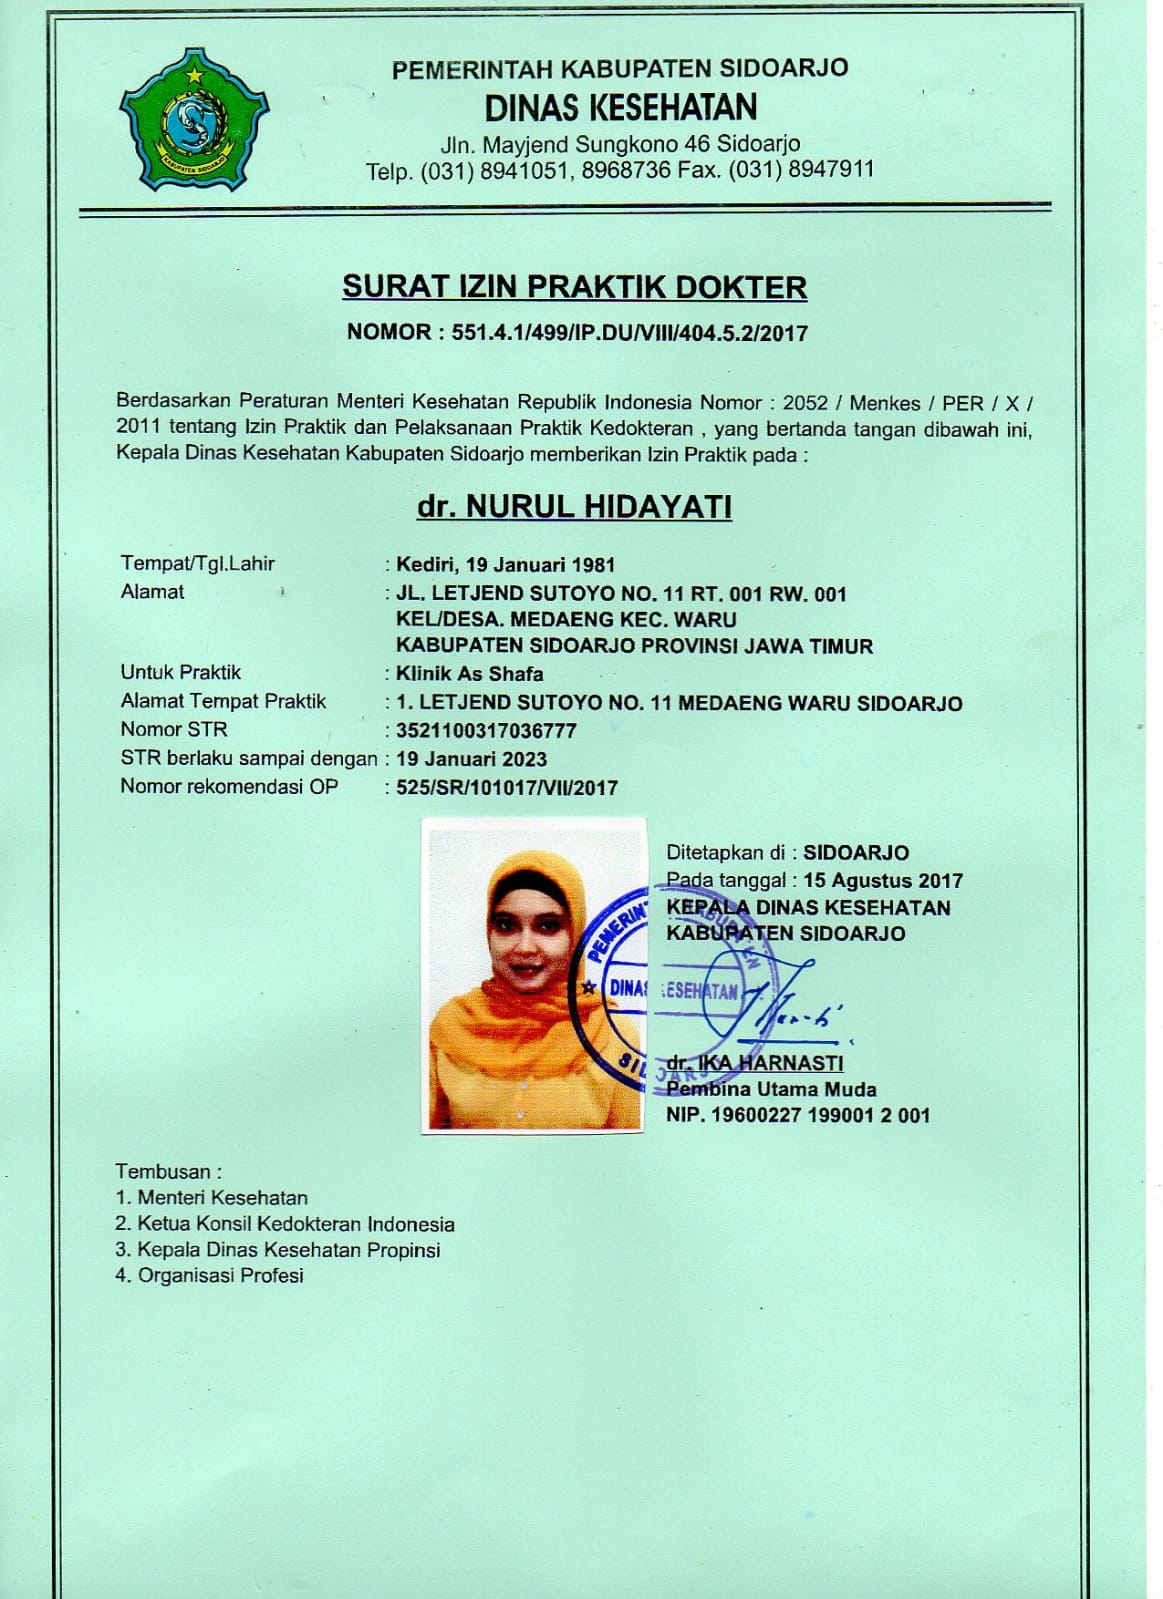 PEMERINTAH KABUPATEN SIDOARJO
DINAS KESEHATAN
Jln. Mayjend Sungkono 46 Sidoarjo
Telp. (031) 8941051, 8968736 Fax. (031) 8947911
KABUPATEN SIDOARJO
SURAT IZIN PRAKTIK DOKTER
NOMOR : 551.4.1/499/IP.DU/VIII/404.5.2/2017
Berdasarkan Peraturan Menteri Kesehatan Republik Indonesia Nomor : 2052 / Menkes / PER / X /
2011 tentang Izin Praktik dan Pelaksanaan Praktik Kedokteran , yang bertanda tangan dibawah ini,
Kepala Dinas Kesehatan Kabupaten Sidoarjo memberikan Izin Praktik pada :
dr. NURUL HIDAYATI
Tempat/Tgl.Lahir : Kediri, 19 Januari 1981
Alamat : JL. LETJEND SUTOYO NO. 11 RT. 001 RW. 001
KEL/DESA. MEDAENG KEC. WARU
KABUPATEN SIDOARJO PROVINSI JAWA TIMUR
Untuk Praktik : Klinik As Shafa
Alamat Tempat Praktik : 1. LETJEND SUTOYO NO. 11 MEDAENG WARU SIDOARJO
Nomor STR : 3521100317036777
STR berlaku sampai dengan : 19 Januari 2023
Nomor rekomendasi OP : 525/SR/101017/VII/2017
Ditetapkan di : SIDOARJO
Pada tanggal : 15 Agustus 2017
KEPALA DINAS KESEHATAN
KABUPATEN SIDOARJO
DINAS KESEHATAN
dr. IKA HARNASTI
Pembina Utama Muda
NIP. 19600227 199001 2 001
Tembusan :
1. Menteri Kesehatan
2. Ketua Konsil Kedokteran Indonesia
3. Kepala Dinas Kesehatan Propinsi
4. Organisasi Profesi